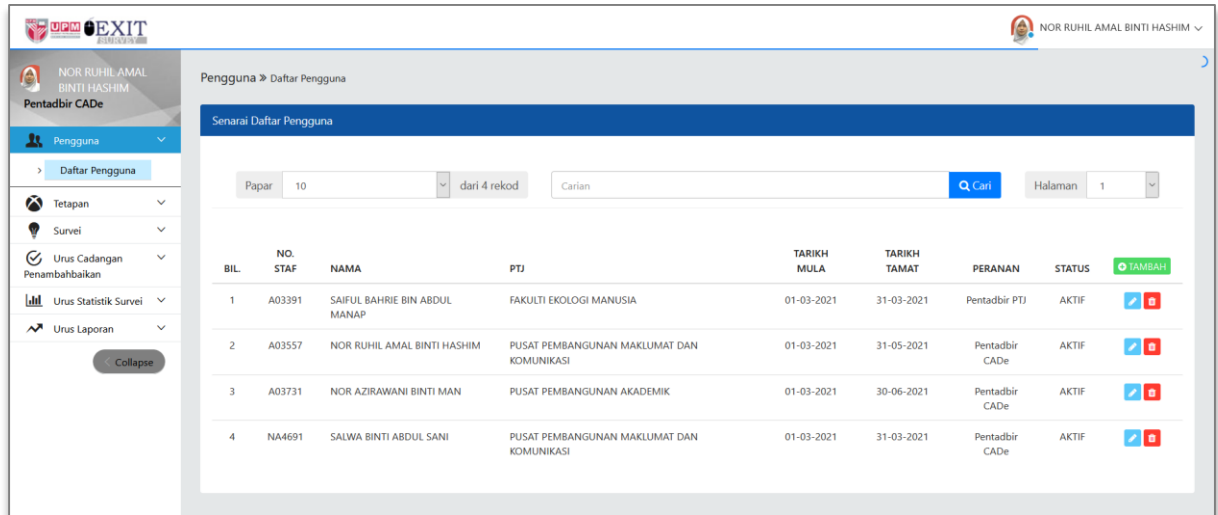 UPM EXIT
SURVEY
NOR RUHIL AMAL BINTI HASHIM
NOR RUHIL AMAL
BINTI HASHIM
Pentadbir CADe
Pengguna
Daftar Pengguna
Tetapan
Survei
Urus Cadangan
Penambahbaikan
Urus Statistik Survei
Urus Laporan
Collapse
Pengguna » Daftar Pengguna
Senarai Daftar Pengguna
Papar 10 dari 4 rekod Carian Cari Halaman 1
BIL. NO. STAF NAMA PTJ TARIKH MULA TARIKH TAMAT PERANAN STATUS TAMBAH
1 A03391 SAIFUL BAHRIE BIN ABDUL MANAP FAKULTI EKOLOGI MANUSIA 01-03-2021 31-03-2021 Pentadbir PTJ AKTIF
2 A03557 NOR RUHIL AMAL BINTI HASHIM PUSAT PEMBANGUNAN MAKLUMAT DAN KOMUNIKASI 01-03-2021 31-05-2021 Pentadbir CADe AKTIF
3 A03731 NOR AZIRAWANI BINTI MAN PUSAT PEMBANGUNAN AKADEMIK 01-03-2021 30-06-2021 Pentadbir CADe AKTIF
4 NA4691 SALWA BINTI ABDUL SANI PUSAT PEMBANGUNAN MAKLUMAT DAN KOMUNIKASI 01-03-2021 31-03-2021 Pentadbir CADe AKTIF